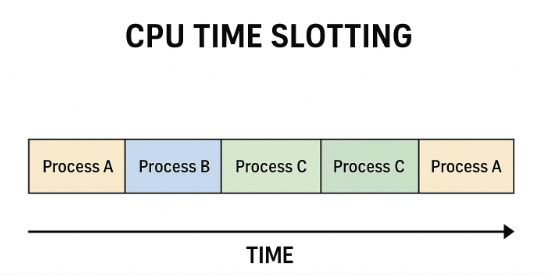 CPU TIME SLOTTING
Process A Process B Process C Process C Process A
TIME